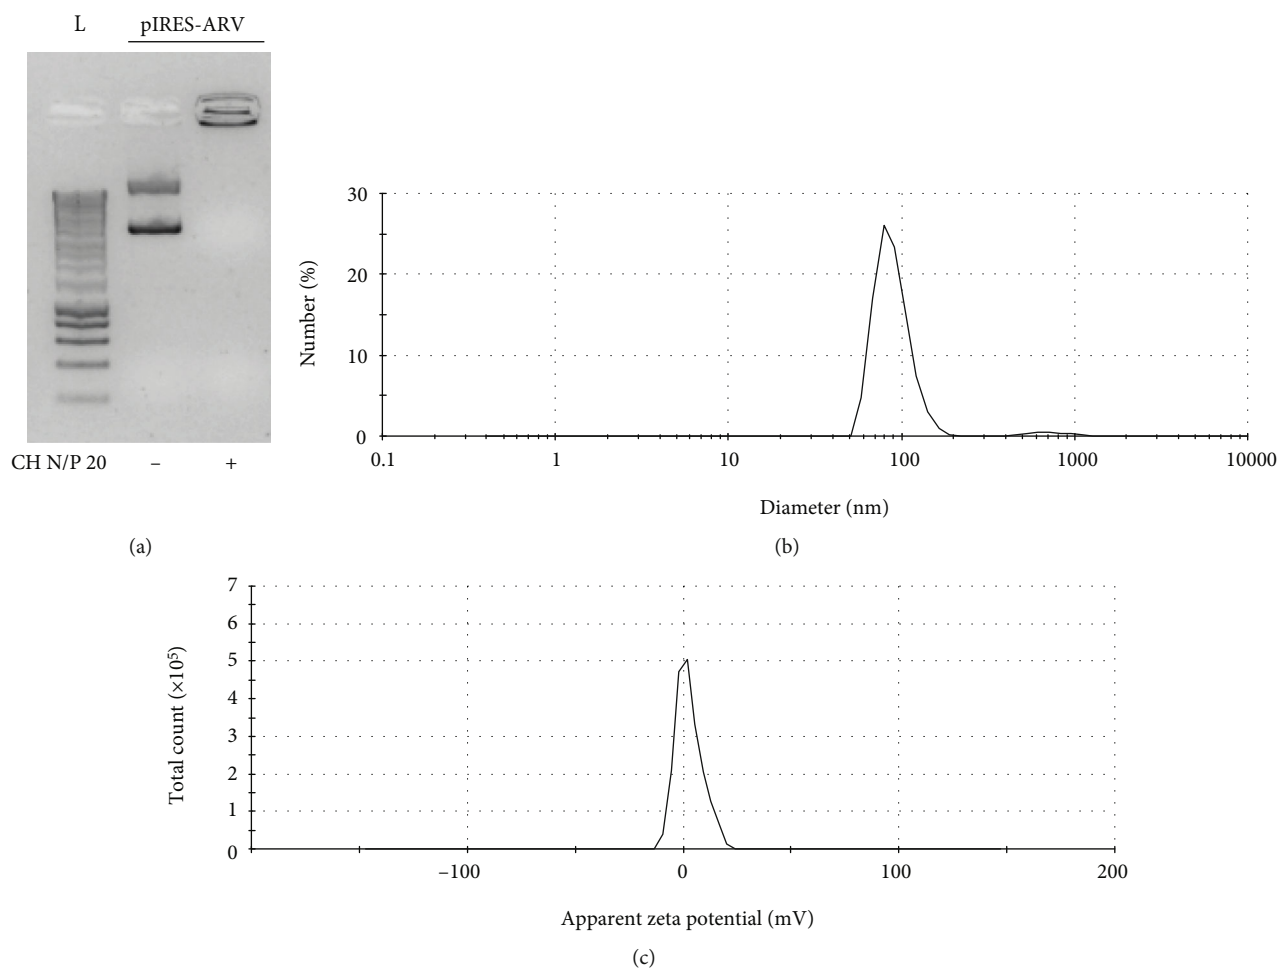 L pIRES-ARV
CH N/P 20 – +
(a)
30
20
10
0
Number (%)
0.1 1 10 100 1000 10000
Diameter (nm)
(b)
7
6
5
4
3
2
1
0
Total count (×10⁵)
–100 0 100 200
Apparent zeta potential (mV)
(c)